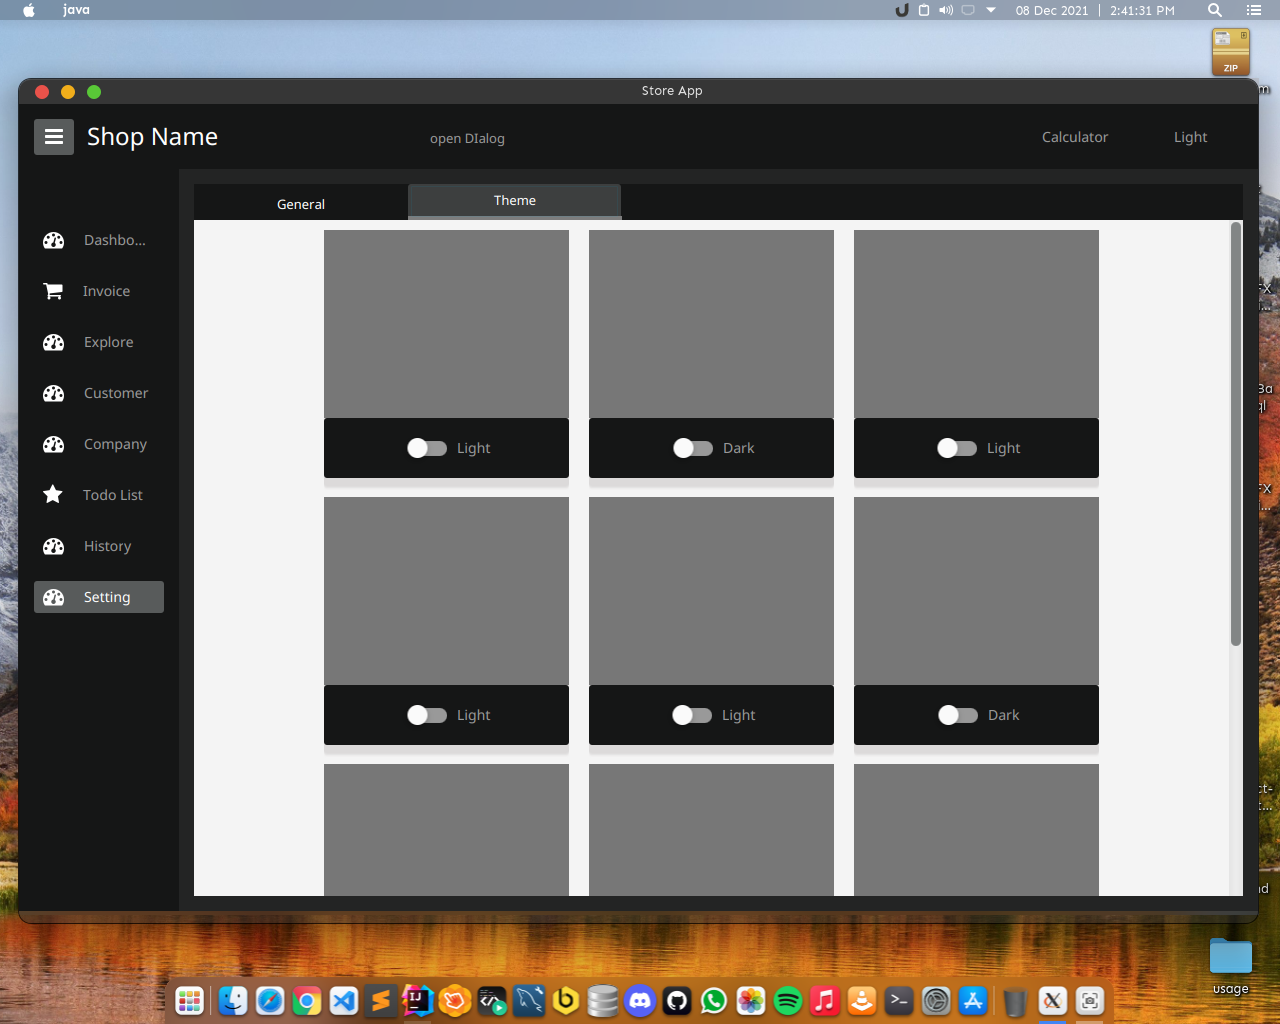 java
08 Dec 2021 | 2:41:31 PM
ZIP
Store App
Shop Name
open DIalog
Calculator
Light
General
Theme
Dashbo...
Invoice
Explore
Customer
Company
Todo List
History
Setting
Light
Dark
Light
Light
Light
Dark
usage